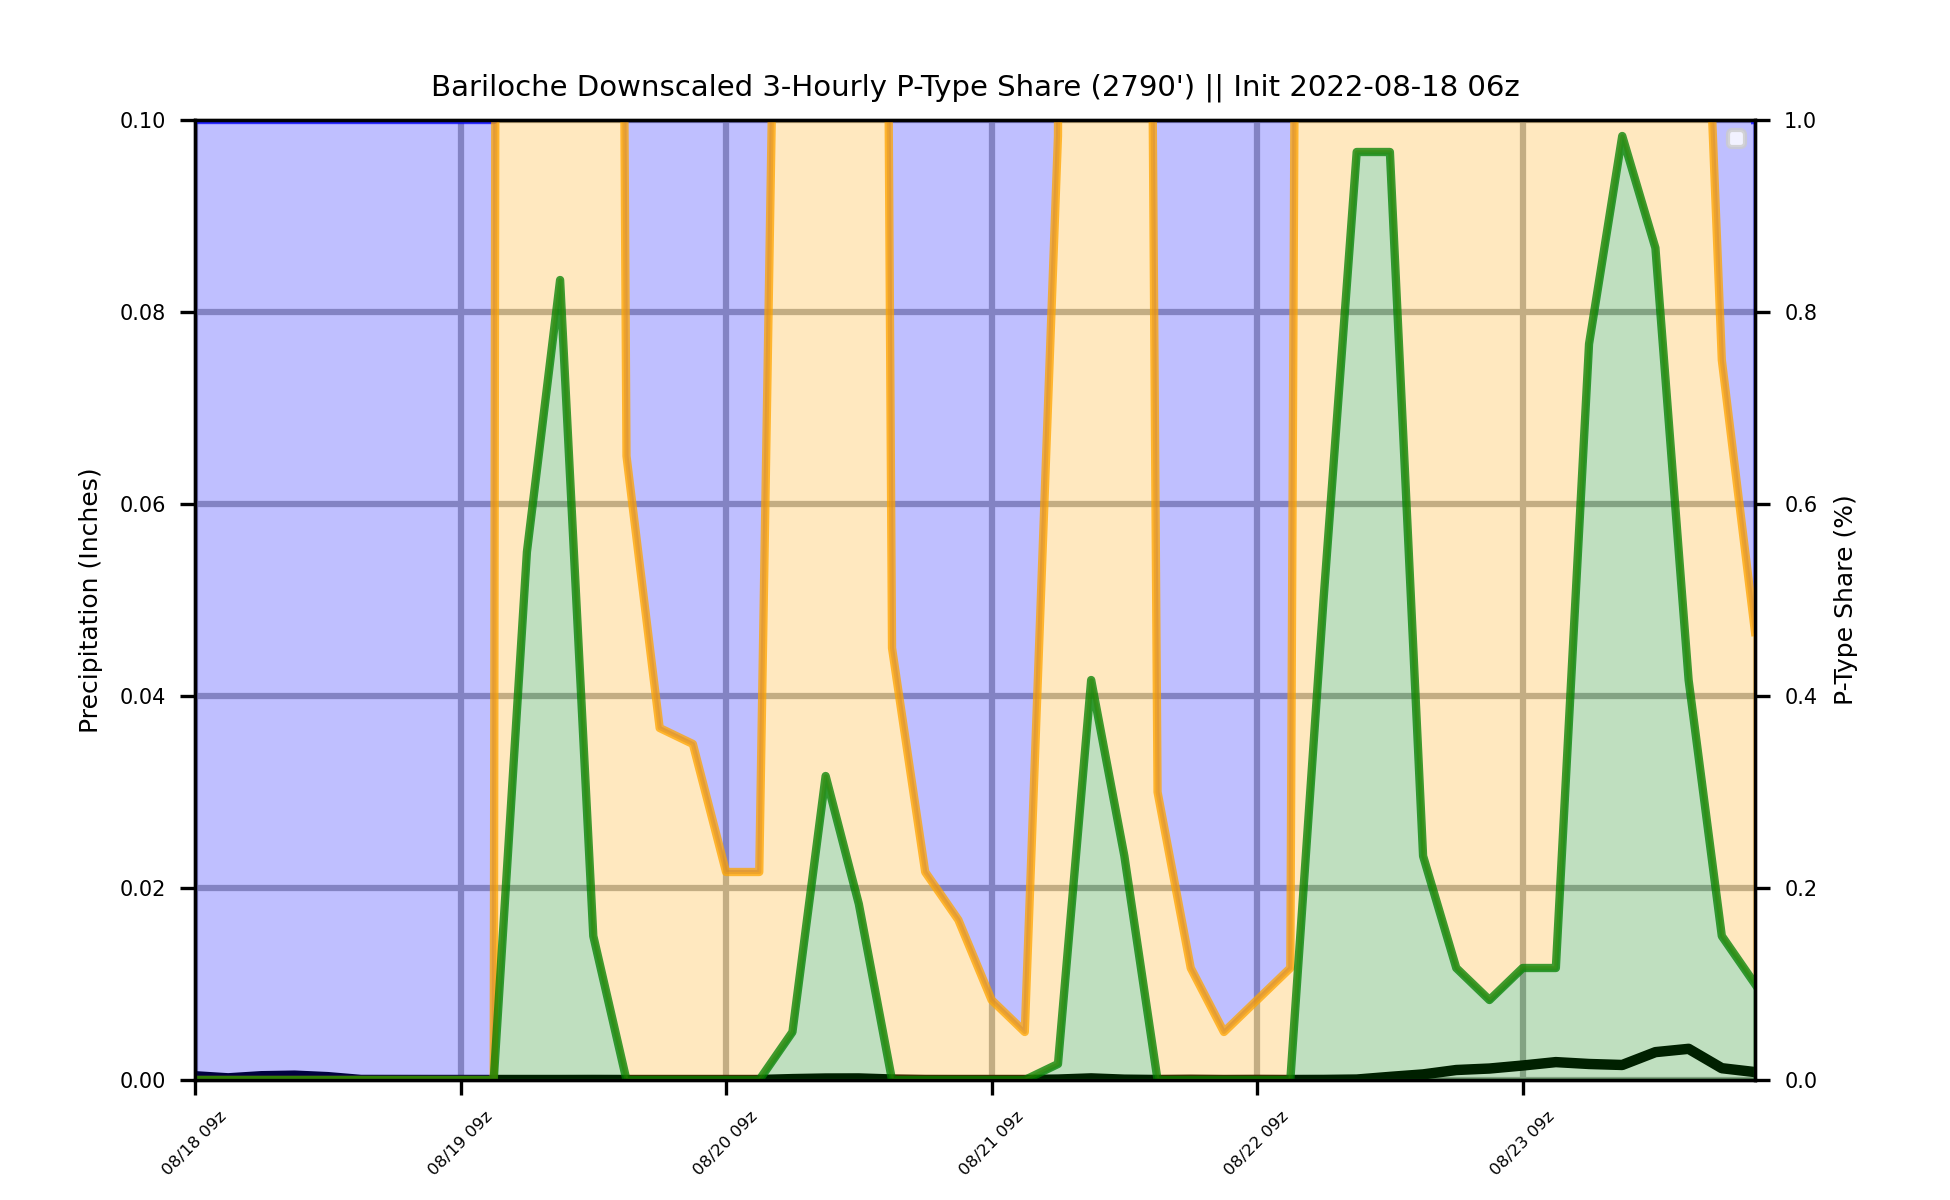 Bariloche Downscaled 3-Hourly P-Type Share (2790') || Init 2022-08-18 06z
0.10
0.08
0.06
0.04
0.02
0.00
Precipitation (Inches)
1.0
0.8
0.6
0.4
0.2
0.0
P-Type Share (%)
08/18 09z
08/19 09z
08/20 09z
08/21 09z
08/22 09z
08/23 09z